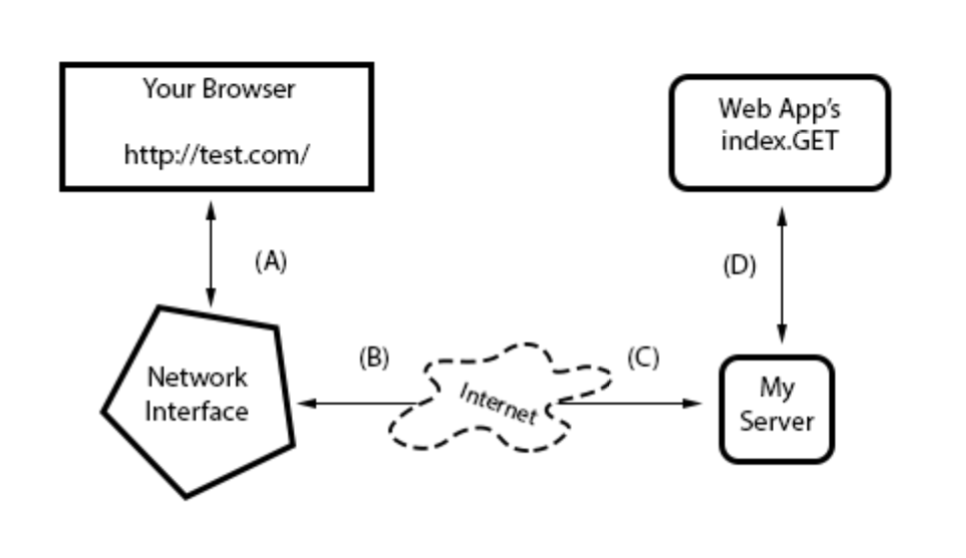 Your Browser
http://test.com/
Web App's
index.GET
(A)
(D)
(B)
(C)
Network
Interface
Internet
My
Server